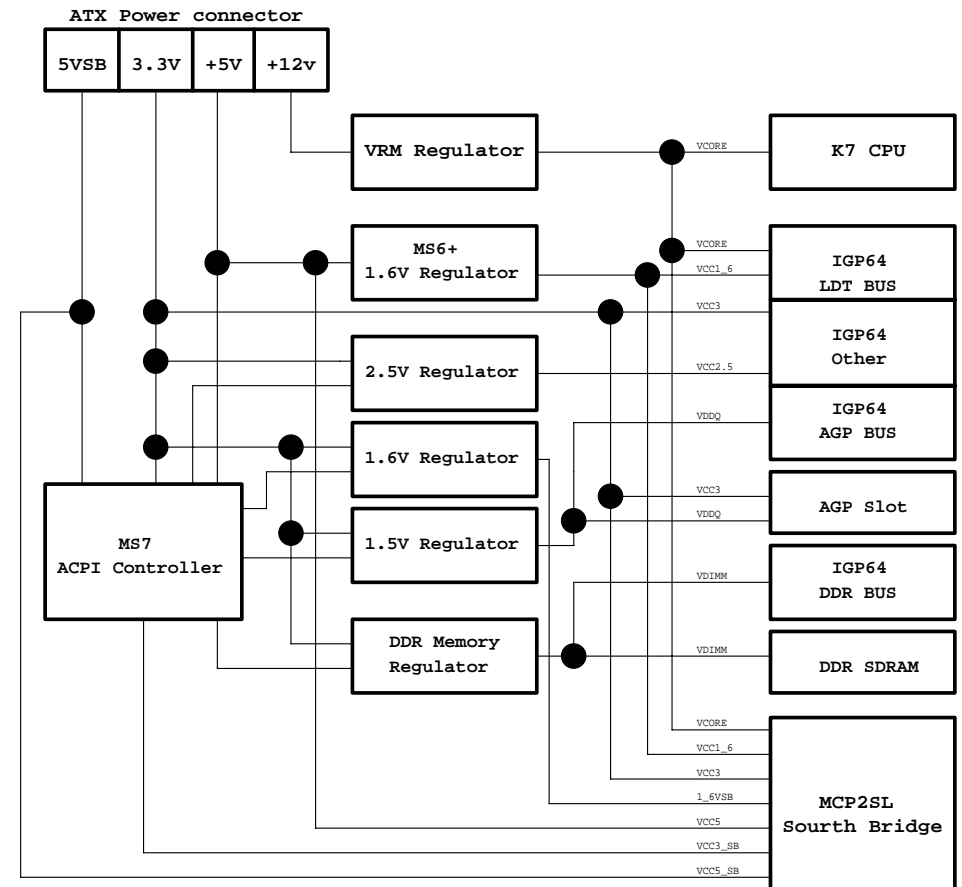 ATX Power connector
5VSB
3.3V
+5V
+12v
VRM Regulator
VCORE
K7 CPU
MS6+
1.6V Regulator
VCORE
VCC1_6
IGP64
LDT BUS
VCC3
IGP64
Other
2.5V Regulator
VCC2.5
IGP64
AGP BUS
VDDQ
1.6V Regulator
VCC3
VDDQ
AGP Slot
MS7
ACPI Controller
1.5V Regulator
VDIMM
IGP64
DDR BUS
DDR Memory
Regulator
VDIMM
DDR SDRAM
VCORE
VCC1_6
VCC3
1_6VSB
VCC5
VCC3_SB
VCC5_SB
MCP2SL
Sourth Bridge